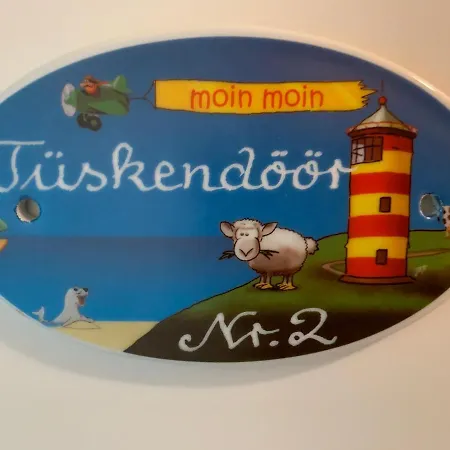 moin moin
Tüskendöör
Nr. 2